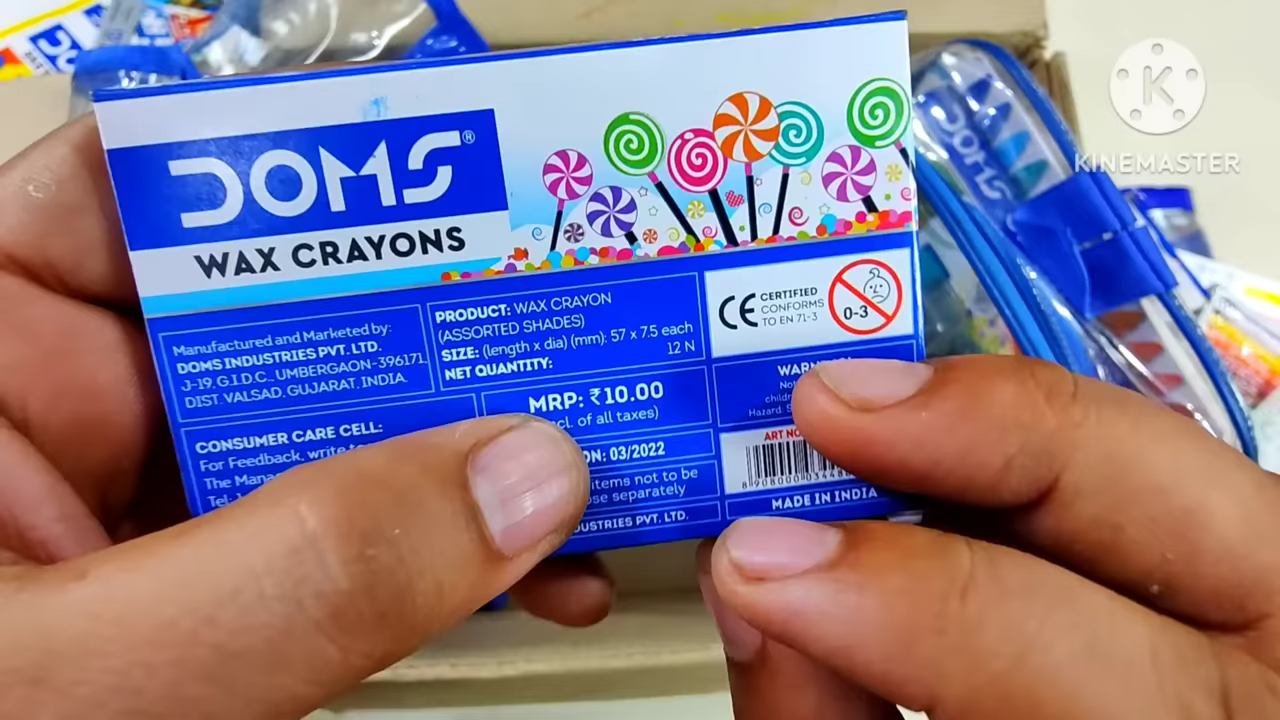 DOMS®
WAX CRAYONS
Manufactured and Marketed by:
DOMS INDUSTRIES PVT. LTD.
J-19, G.I.D.C., UMBERGAON-396171,
DIST. VALSAD, GUJARAT, INDIA.
CONSUMER CARE CELL:
For Feedback, write
The
Tel:
PRODUCT: WAX CRAYON
(ASSORTED SHADES)
SIZE: (length x dia) (mm): 57 x 7.5 each
NET QUANTITY: 12 N
MRP: ₹10.00
of all taxes)
03/2022
items not to be
separately
PVT. LTD.
CE CERTIFIED
CONFORMS
TO EN 71-3
0-3
Hazard.
ART NO
MADE IN INDIA
DOMS
K
KINEMASTER